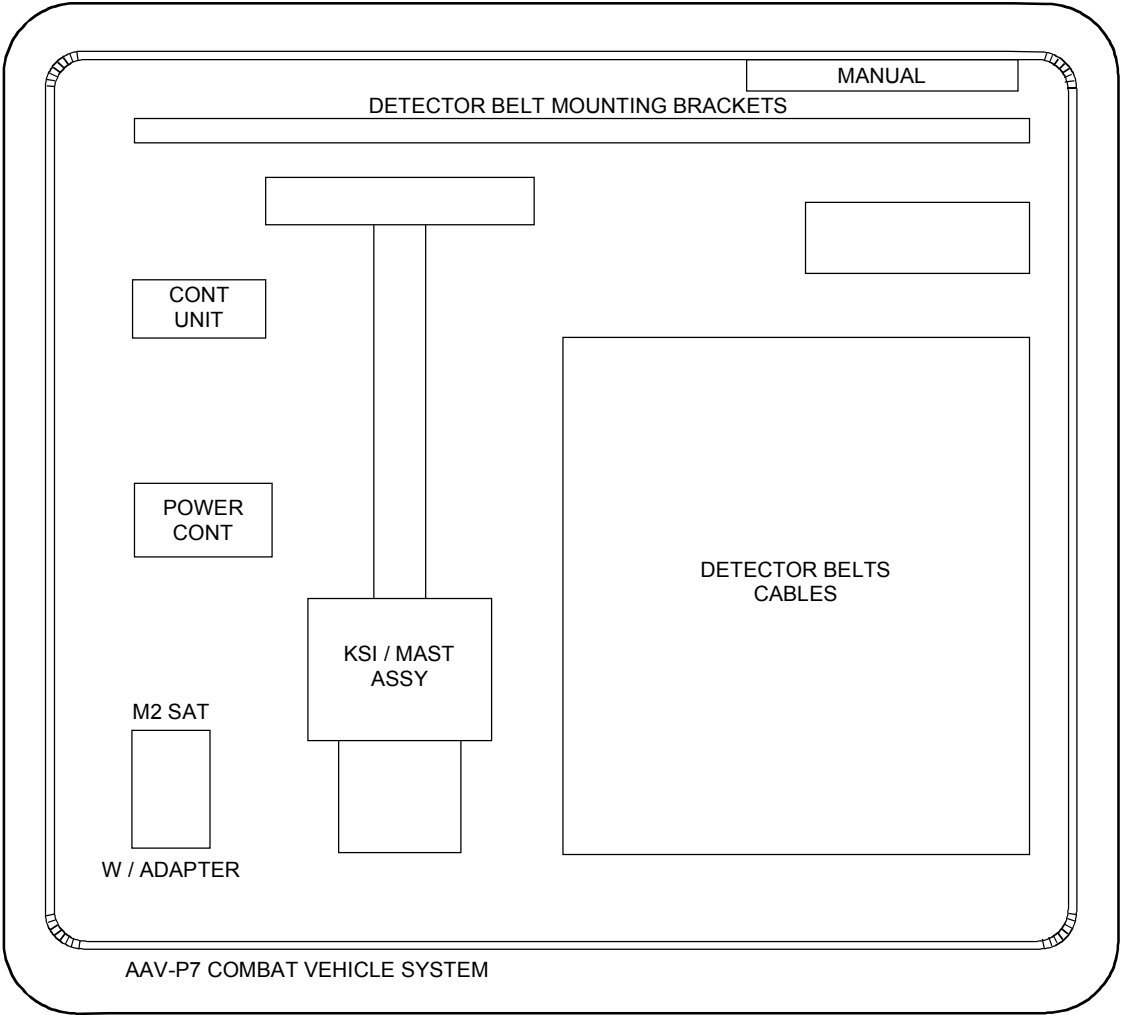 MANUAL
DETECTOR BELT MOUNTING BRACKETS
CONT
UNIT
POWER
CONT
DETECTOR BELTS
CABLES
KSI / MAST
ASSY
M2 SAT
W / ADAPTER
AAV-P7 COMBAT VEHICLE SYSTEM